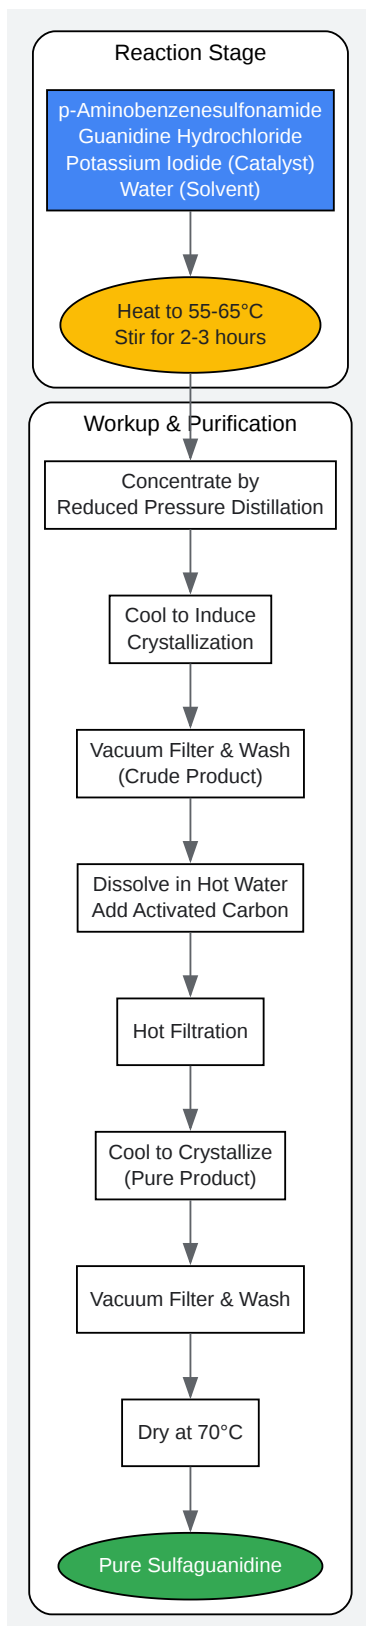 Reaction Stage
p-Aminobenzenesulfonamide
Guanidine Hydrochloride
Potassium Iodide (Catalyst)
Water (Solvent)
Heat to 55-65°C
Stir for 2-3 hours
Workup & Purification
Concentrate by
Reduced Pressure Distillation
Cool to Induce
Crystallization
Vacuum Filter & Wash
(Crude Product)
Dissolve in Hot Water
Add Activated Carbon
Hot Filtration
Cool to Crystallize
(Pure Product)
Vacuum Filter & Wash
Dry at 70°C
Pure Sulfaguanidine